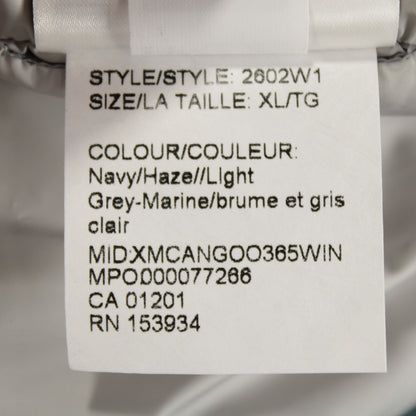 STYLE/STYLE: 2602W1
SIZE/LA TAILLE: XL/TG
COLOUR/COULEUR:
Navy/Haze//Light
Grey-Marine/brume et gris
clair
MID:XMCANGOO365WIN
MPO000077266
CA 01201
RN 153934